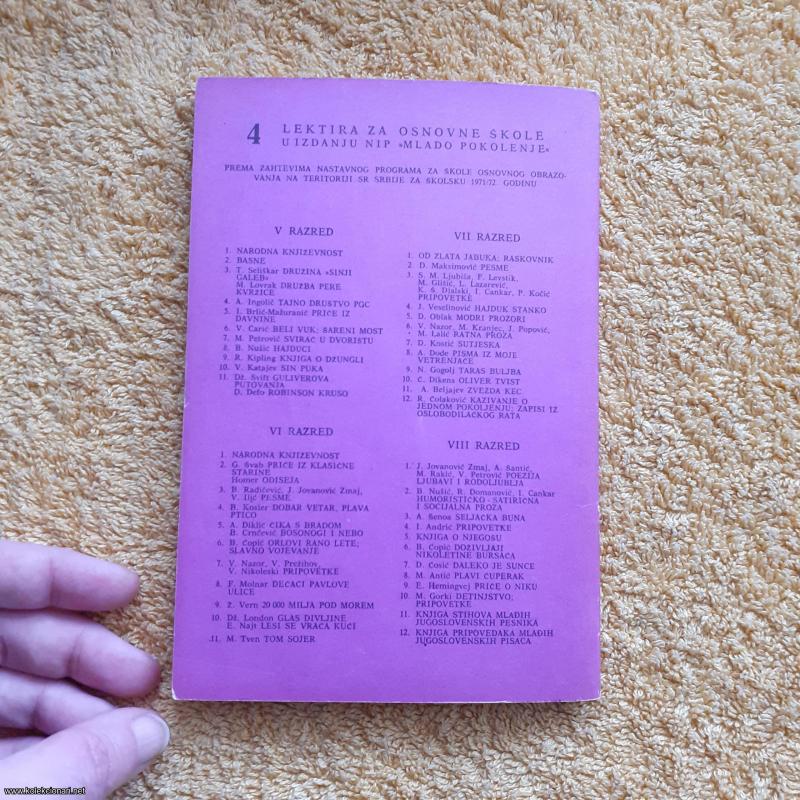 4 LEKTIRA ZA OSNOVNE ŠKOLE
U IZDANJU NIP »MLADO POKOLENJE«
PREMA ZAHTEVIMA NASTAVNOG PROGRAMA ZA ŠKOLE OSNOVNOG OBRAZO-
VANJA NA TERITORIJI SR SRBIJE ZA ŠKOLSKU 1971/72. GODINU
V RAZRED
1. NARODNA KNJIŽEVNOST
2. BASNE
3. T. Seliškar DRUŽINA »SINJI
GALEB«
M. Lovrak DRUŽBA PERE
KVRŽICE
4. A. Ingolič TAJNO DRUŠTVO PGC
5. I. Brlić-Mažuranić PRIČE IZ
DAVNINE
6. V. Carić BELI VUK; ŠARENI MOST
7. M. Petrović SVIRAČ U DVORIŠTU
8. B. Nušić HAJDUCI
9. R. Kipling KNJIGA O DŽUNGLI
10. V. Katajev SIN PUKA
11. Dž. Svift GULIVEROVA
PUTOVANJA
D. Defo ROBINSON KRUSO
VI RAZRED
1. NARODNA KNJIŽEVNOST
2. G. Švab PRIČE IZ KLASIČNE
STARINE
Homer ODISEJA
3. B. Radičević, J. Jovanović Zmaj,
V. Ilić PESME
4. B. Kosier DOBAR VETAR, PLAVA
PTICO
5. A. Diklić ČIKA S BRADOM
B. Crnčević BOSONOGI I NEBO
6. B. Ćopić ORLOVI RANO LETE;
SLAVNO VOJEVANJE
7. V. Nazor, V. Prežihov,
V. Nikoleski PRIPOVETKE
8. F. Molnar DEČACI PAVLOVE
ULICE
9. Ž. Vern 20 000 MILJA POD MOREM
10. Dž. London GLAS DIVLJINE
E. Najt LESI SE VRAĆA KUĆI
11. M. Tven TOM SOJER
VII RAZRED
1. OD ZLATA JABUKA; RASKOVNIK
2. D. Maksimović PESME
3. S. M. Ljubiša, F. Levstik,
M. Glišić, L. Lazarević,
K. Š. Djalski, I. Cankar, P. Kočić
PRIPOVETKE
4. J. Veselinović HAJDUK STANKO
5. D. Oblak MODRI PROZORI
6. V. Nazor, M. Kranjec, J. Popović,
M. Lalić RATNA PROZA
7. D. Kostić SUTJESKA
8. A. Dode PISMA IZ MOJE
VETRENJAČE
9. N. Gogolj TARAS BULJBA
10. Č. Dikens OLIVER TVIST
11. A. Beljajev ZVEZDA KEC
12. R. Čolaković KAZIVANJE O
JEDNOM POKOLJENJU; ZAPISI IZ
OSLOBODILAČKOG RATA
VIII RAZRED
1. J. Jovanović Zmaj, A. Šantić,
M. Rakić, V. Petrović POEZIJA
LJUBAVI I RODOLJUBLJA
2. B. Nušić, R. Domanović, I. Cankar
HUMORISTIČKO - SATIRIČNA
I SOCIJALNA PROZA
3. A. Šenoa SELJAČKA BUNA
4. I. Andrić PRIPOVETKE
5. KNJIGA O NJEGOŠU
6. B. Ćopić DOŽIVLJAJI
NIKOLETINE BURSAĆA
7. D. Ćosić DALEKO JE SUNCE
8. M. Antić PLAVI ČUPERAK
9. E. Hemingvej PRIČE O NIKU
10. M. Gorki DETINJSTVO;
PRIPOVETKE
11. KNJIGA STIHOVA MLADIH
JUGOSLOVENSKIH PESNIKA
12. KNJIGA PRIPOVEDAKA MLADIH
JUGOSLOVENSKIH PISACA
www.kolekcionari.net